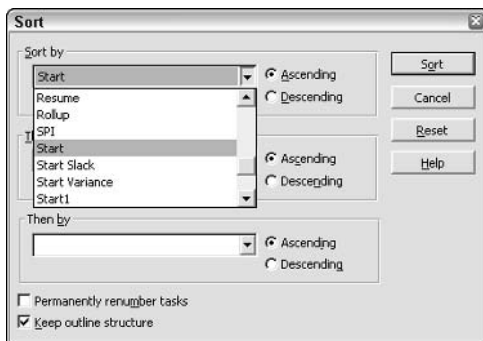 Sort
Sort by
Start
Ascending
Descending
Resume
Rollup
SPI
Start
Start Slack
Start Variance
Start1
Ascending
Descending
Then by
Ascending
Descending
Permanently renumber tasks
Keep outline structure
Sort
Cancel
Reset
Help